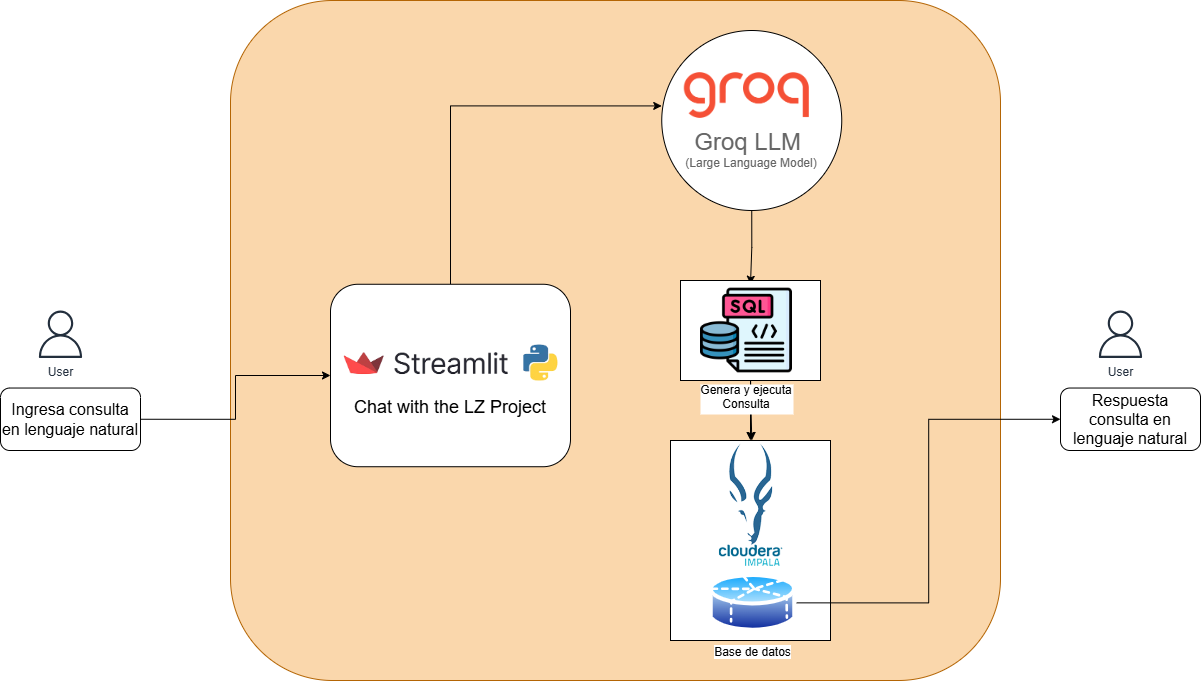 User
Ingresa consulta
en lenguaje natural
Streamlit
Chat with the LZ Project
groq
Groq LLM
(Large Language Model)
SQL
</>
Genera y ejecuta
Consulta
cloudera
IMPALA
Base de datos
User
Respuesta
consulta en
lenguaje natural